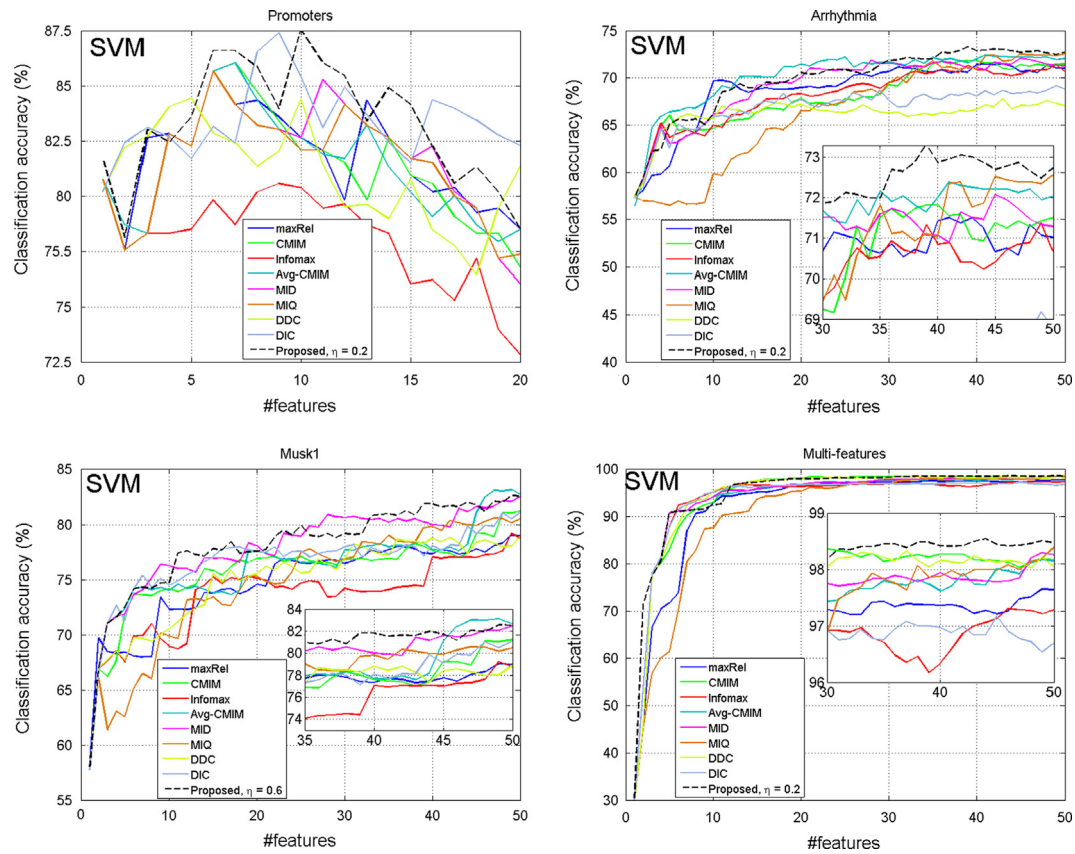 Promoters
SVM
Classification accuracy (%)
87.5
85
82.5
80
77.5
75.5
75
72.5
maxRel
CMIM
Infomax
Avg-CMIM
MID
MIQ
DDC
DIC
Proposed, η = 0.2
0 5 10 15 20
#features
Arrhythmia
SVM
Classification accuracy (%)
75
70
65
60
55
50
45
40
maxRel
CMIM
Infomax
Avg-CMIM
MID
MIQ
DDC
DIC
Proposed, η = 0.2
73
72
71
70
69
30 35 40 45 50
0 10 20 30 40 50
#features
Musk1
SVM
Classification accuracy (%)
85
80
75
70
65
60
55
maxRel
CMIM
Infomax
Avg-CMIM
MID
MIQ
DDC
DIC
Proposed, η = 0.6
84
82
80
78
76
74
35 40 45 50
0 10 20 30 40 50
#features
Multi-features
SVM
Classification accuracy (%)
100
90
80
70
60
50
40
30
maxRel
CMIM
Infomax
Avg-CMIM
MID
MIQ
DDC
DIC
Proposed, η = 0.2
99
98
97
96
30 40 50
0 10 20 30 40 50
#features